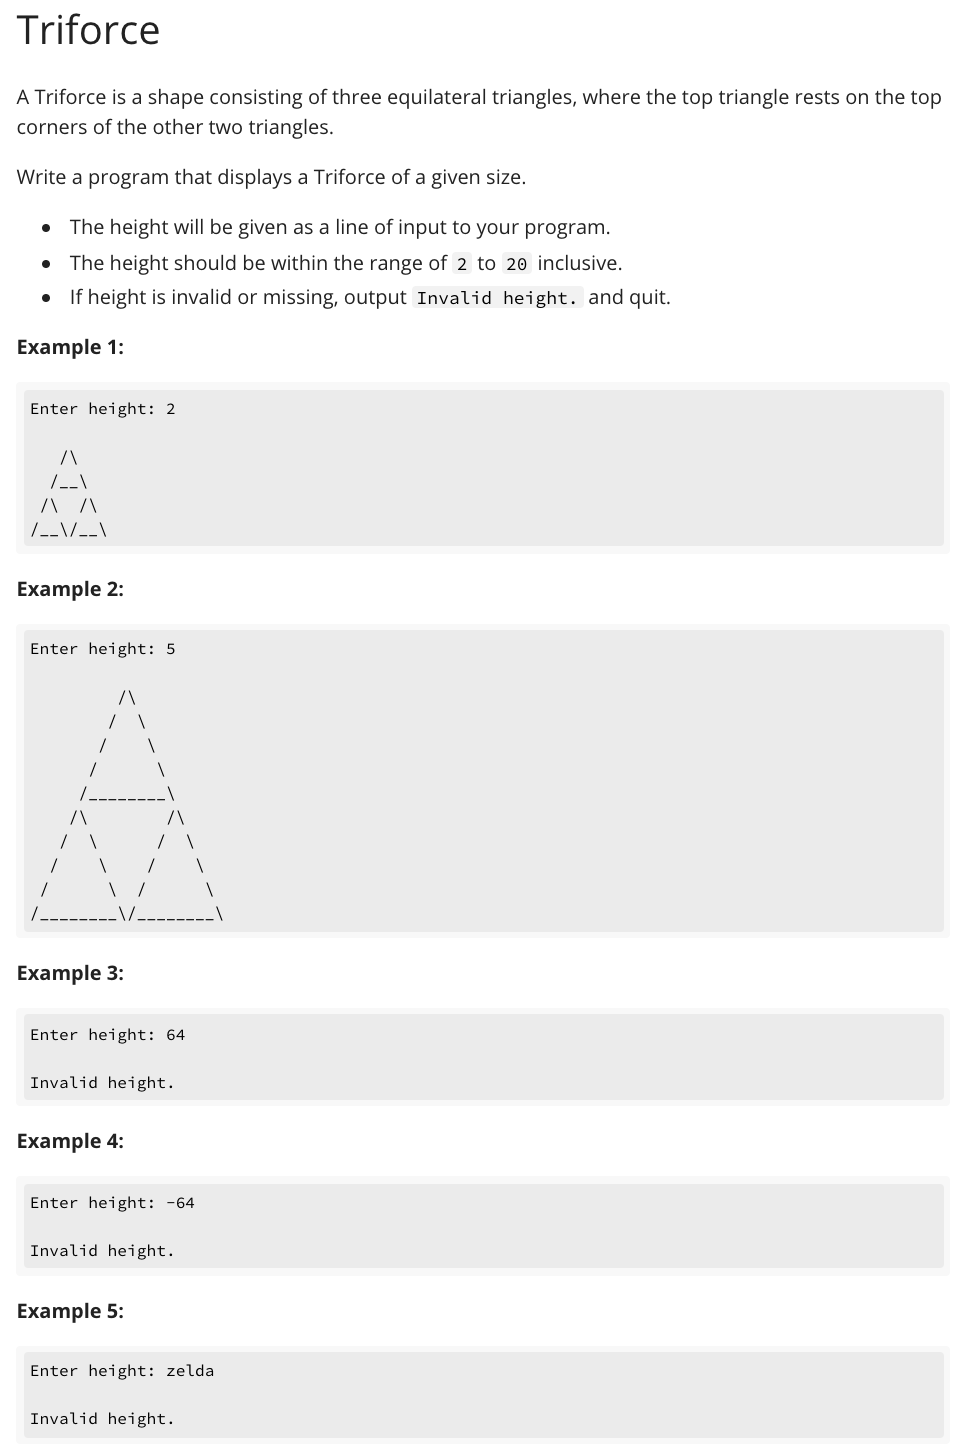 Triforce
A Triforce is a shape consisting of three equilateral triangles, where the top triangle rests on the top
corners of the other two triangles.
Write a program that displays a Triforce of a given size.
• The height will be given as a line of input to your program.
• The height should be within the range of 2 to 20 inclusive.
• If height is invalid or missing, output Invalid height. and quit.
Example 1:
Enter height: 2
   /\
  /__\
 /\  /\
/__\/__\
Example 2:
Enter height: 5
         /\
        /  \
       /    \
      /      \
     /________\
    /\        /\
   /  \      /  \
  /    \    /    \
 /      \  /      \
/________\/________\
Example 3:
Enter height: 64
Invalid height.
Example 4:
Enter height: -64
Invalid height.
Example 5:
Enter height: zelda
Invalid height.